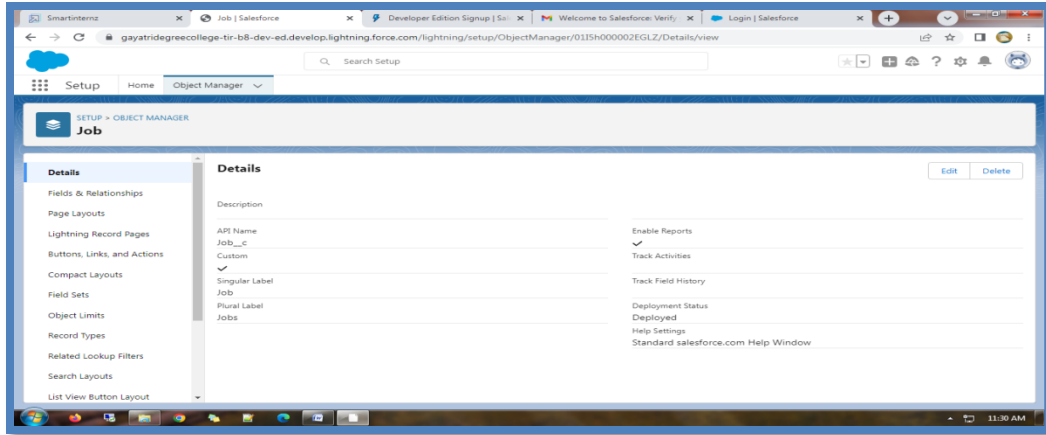 Smartinternz
Job | Salesforce
Developer Edition Signup | Sal
Welcome to Salesforce: Verify
Login | Salesforce
gayatridegreecollege-tir-b8-dev-ed.develop.lightning.force.com/lightning/setup/ObjectManager/01I5h000002EGLZ/Details/view
Search Setup
Setup
Home
Object Manager
SETUP > OBJECT MANAGER
Job
Details
Fields & Relationships
Page Layouts
Lightning Record Pages
Buttons, Links, and Actions
Compact Layouts
Field Sets
Object Limits
Record Types
Related Lookup Filters
Search Layouts
List View Button Layout
Details
Edit
Delete
Description
API Name
Job__c
Custom
Singular Label
Job
Plural Label
Jobs
Enable Reports
Track Activities
Track Field History
Deployment Status
Deployed
Help Settings
Standard salesforce.com Help Window
11:30 AM